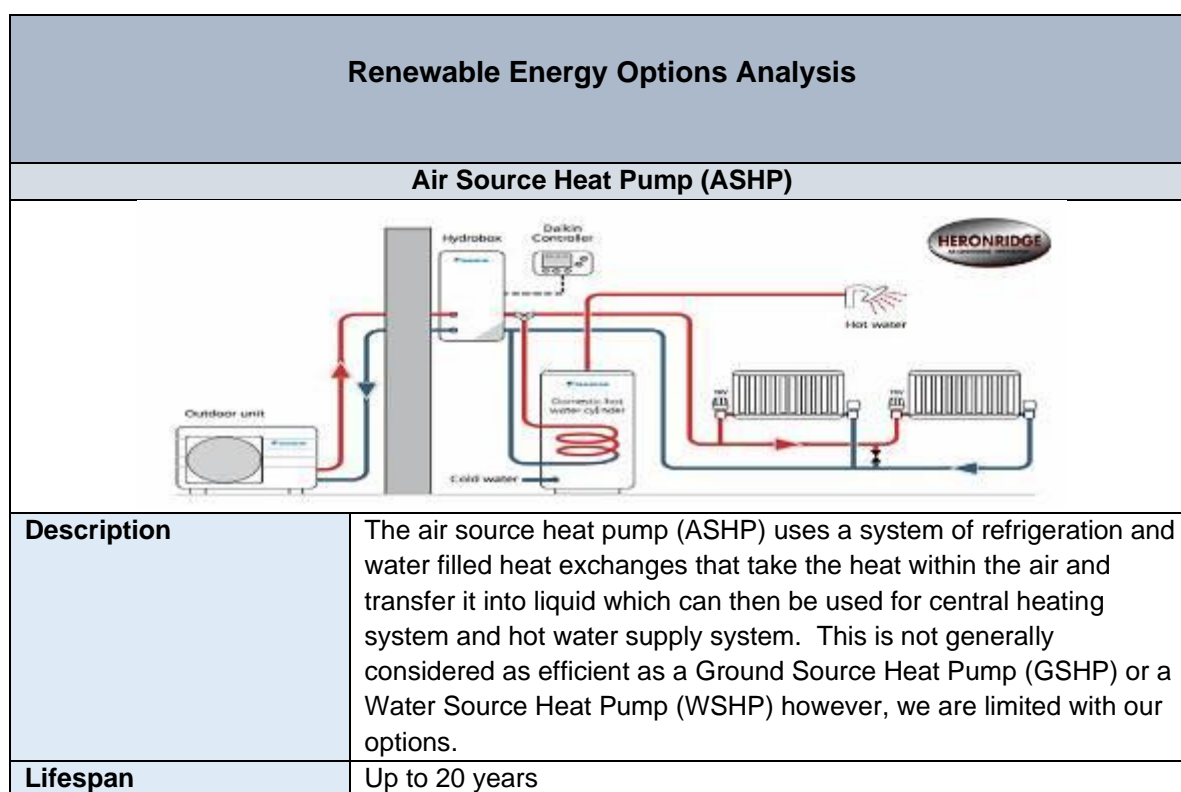 Renewable Energy Options Analysis
Air Source Heat Pump (ASHP)
Hydrobox
Daikin
Controller
HERONRIDGE
Hot water
Outdoor unit
Domestic hot
water cylinder
TRV
TRV
Cold water
Description
The air source heat pump (ASHP) uses a system of refrigeration and
water filled heat exchanges that take the heat within the air and
transfer it into liquid which can then be used for central heating
system and hot water supply system.  This is not generally
considered as efficient as a Ground Source Heat Pump (GSHP) or a
Water Source Heat Pump (WSHP) however, we are limited with our
options.
Lifespan
Up to 20 years